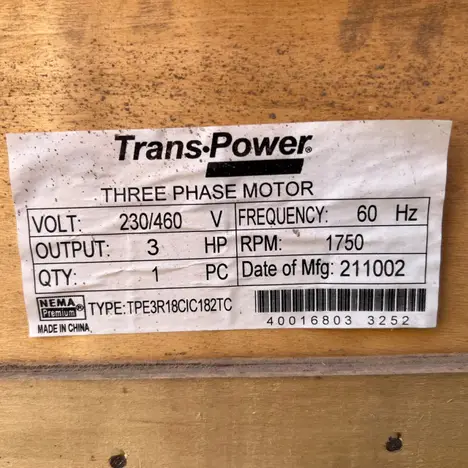 Trans•Power®
THREE PHASE MOTOR
VOLT: 230/460 V FREQUENCY: 60 Hz
OUTPUT: 3 HP RPM: 1750
QTY: 1 PC Date of Mfg: 211002
NEMA Premium® TYPE: TPE3R18CIC182TC
MADE IN CHINA
40016803 3252